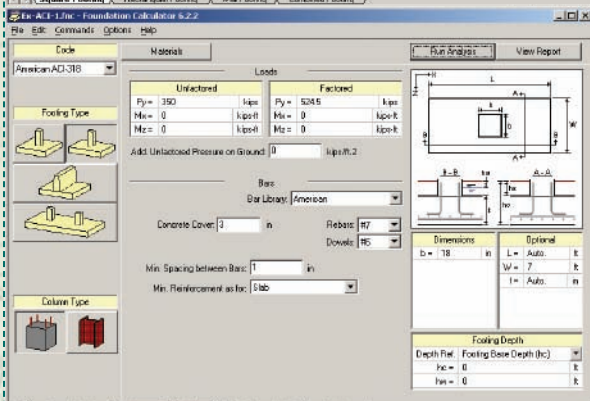 Ex-ACI-1.fnc - Foundation Calculator 6.2.2
File Edit Commands Options Help
Code
Materials
Run Analysis
View Report
American ACI-318
Loads
Unfactored
Factored
Py = 350 kips
Py = 524.5 kips
Mx = 0 kips-ft
Mx = 0 kips-ft
Mz = 0 kips-ft
Mz = 0 kips-ft
Add. Unfactored Pressure on Ground: 0 kips/ft.2
Footing Type
L
A
b
b
W
B
B
A
B - B
A - A
Bars
Bar Library: American
Concrete Cover: 3 in
Rebars: #7
Dowels: #6
Min. Spacing between Bars: 1 in
Min. Reinforcement as for: Slab
Dimensions
Optional
b = 18 in
L = Auto. ft
W = 7 ft
t = Auto. in
Column Type
Footing Depth
Depth Ref. Footing Base Depth (hc)
hc = 0 ft
hw = 0 ft